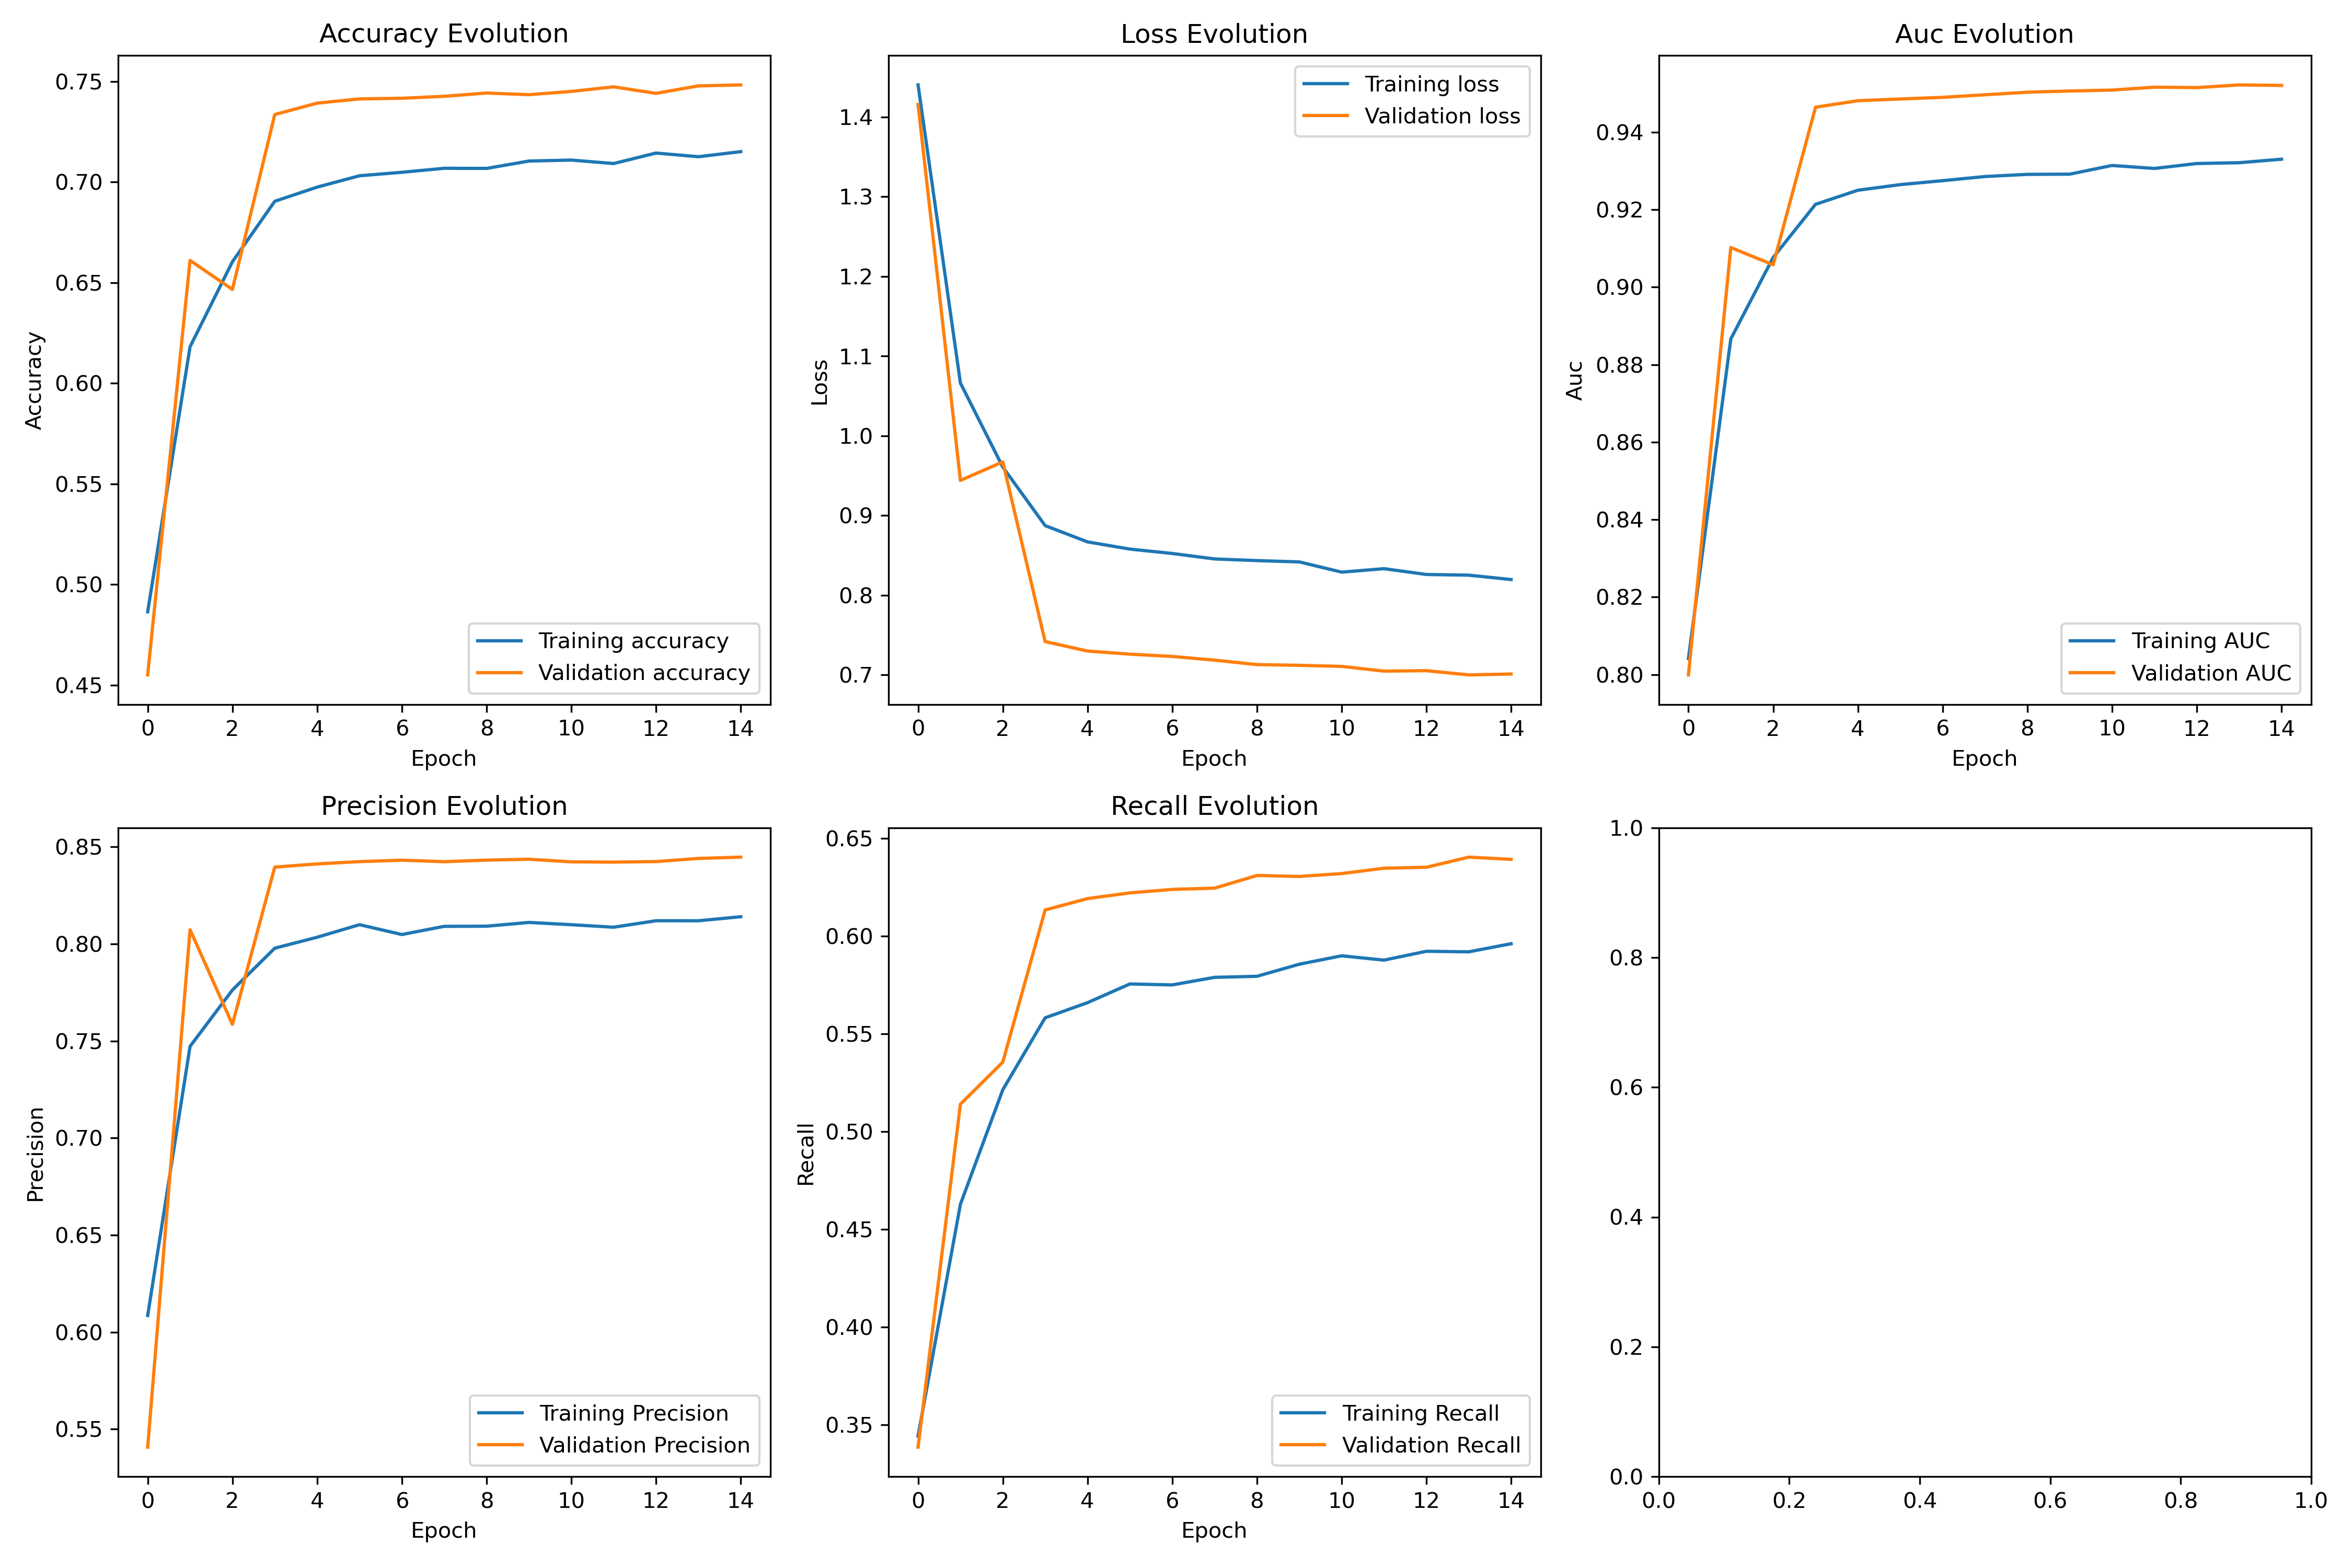 Accuracy Evolution
Accuracy
0.75
0.70
0.65
0.60
0.55
0.50
0.45
Training accuracy
Validation accuracy
0 2 4 6 8 10 12 14
Epoch
Loss Evolution
Loss
1.4
1.3
1.2
1.1
1.0
0.9
0.8
0.7
Training loss
Validation loss
0 2 4 6 8 10 12 14
Epoch
Auc Evolution
Auc
0.94
0.92
0.90
0.88
0.86
0.84
0.82
0.80
Training AUC
Validation AUC
0 2 4 6 8 10 12 14
Epoch
Precision Evolution
Precision
0.85
0.80
0.75
0.70
0.65
0.60
0.55
Training Precision
Validation Precision
0 2 4 6 8 10 12 14
Epoch
Recall Evolution
Recall
0.65
0.60
0.55
0.50
0.45
0.40
0.35
Training Recall
Validation Recall
0 2 4 6 8 10 12 14
Epoch
1.0
0.8
0.6
0.4
0.2
0.0
0.0 0.2 0.4 0.6 0.8 1.0